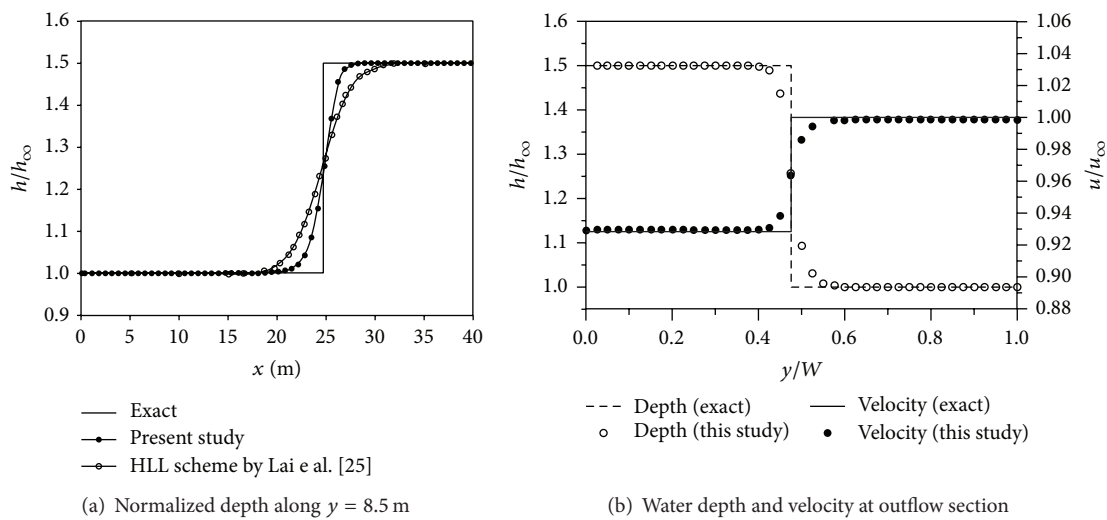 1.6
1.5
1.4
1.3
1.2
1.1
1.0
0.9
h/h∞
0 5 10 15 20 25 30 35 40
x (m)
Exact
Present study
HLL scheme by Lai e al. [25]
(a) Normalized depth along y = 8.5 m
1.6
1.5
1.4
1.3
1.2
1.1
1.0
h/h∞
0.0 0.2 0.4 0.6 0.8 1.0
y/W
1.06
1.04
1.02
1.00
0.98
0.96
0.94
0.92
0.90
0.88
u/u∞
Depth (exact) Velocity (exact)
Depth (this study) Velocity (this study)
(b) Water depth and velocity at outflow section